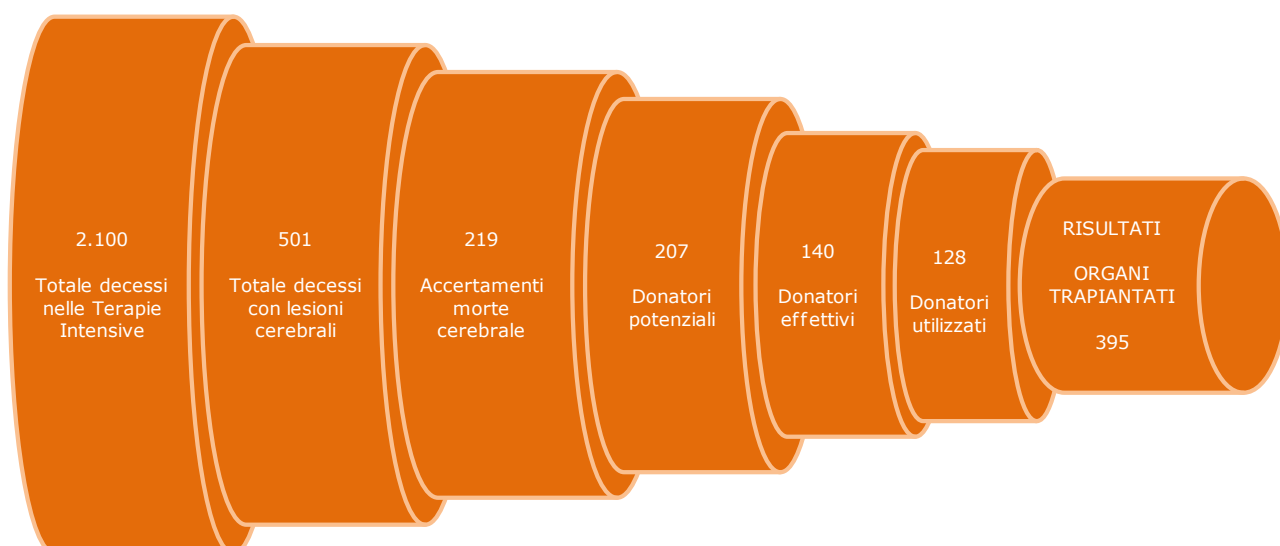 2.100
Totale decessi
nelle Terapie
Intensive
501
Totale decessi
con lesioni
cerebrali
219
Accertamenti
morte
cerebrale
207
Donatori
potenziali
140
Donatori
effettivi
128
Donatori
utilizzati
RISULTATI
ORGANI
TRAPIANTATI
395